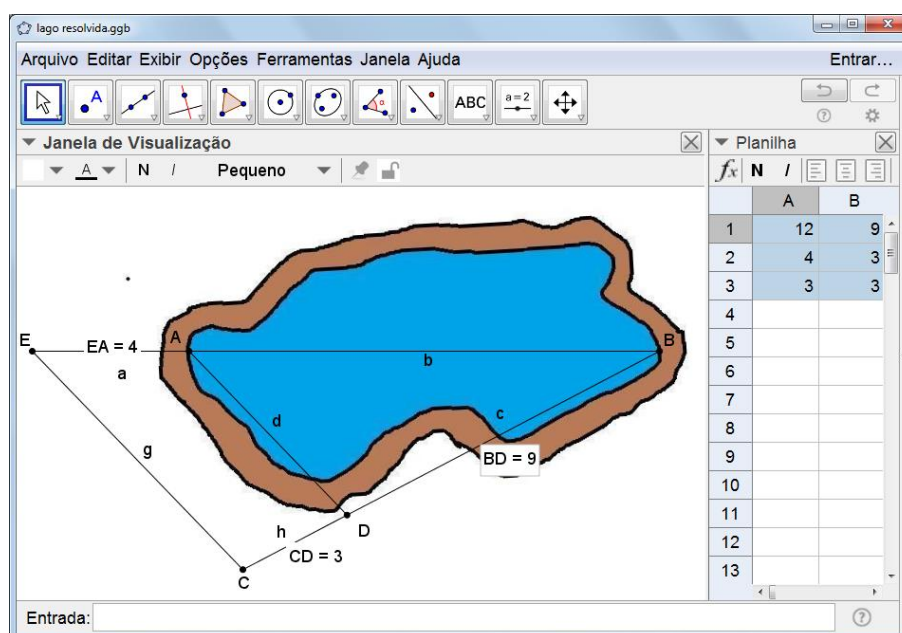 lago resolvida.ggb
Arquivo Editar Exibir Opções Ferramentas Janela Ajuda Entrar...
A α ABC a=2
Janela de Visualização
A N I Pequeno
E EA = 4 A B
a b
d c
g BD = 9
h D
CD = 3
C
Planilha
fx N I
A B
1 12 9
2 4 3
3 3 3
4
5
6
7
8
9
10
11
12
13
Entrada: